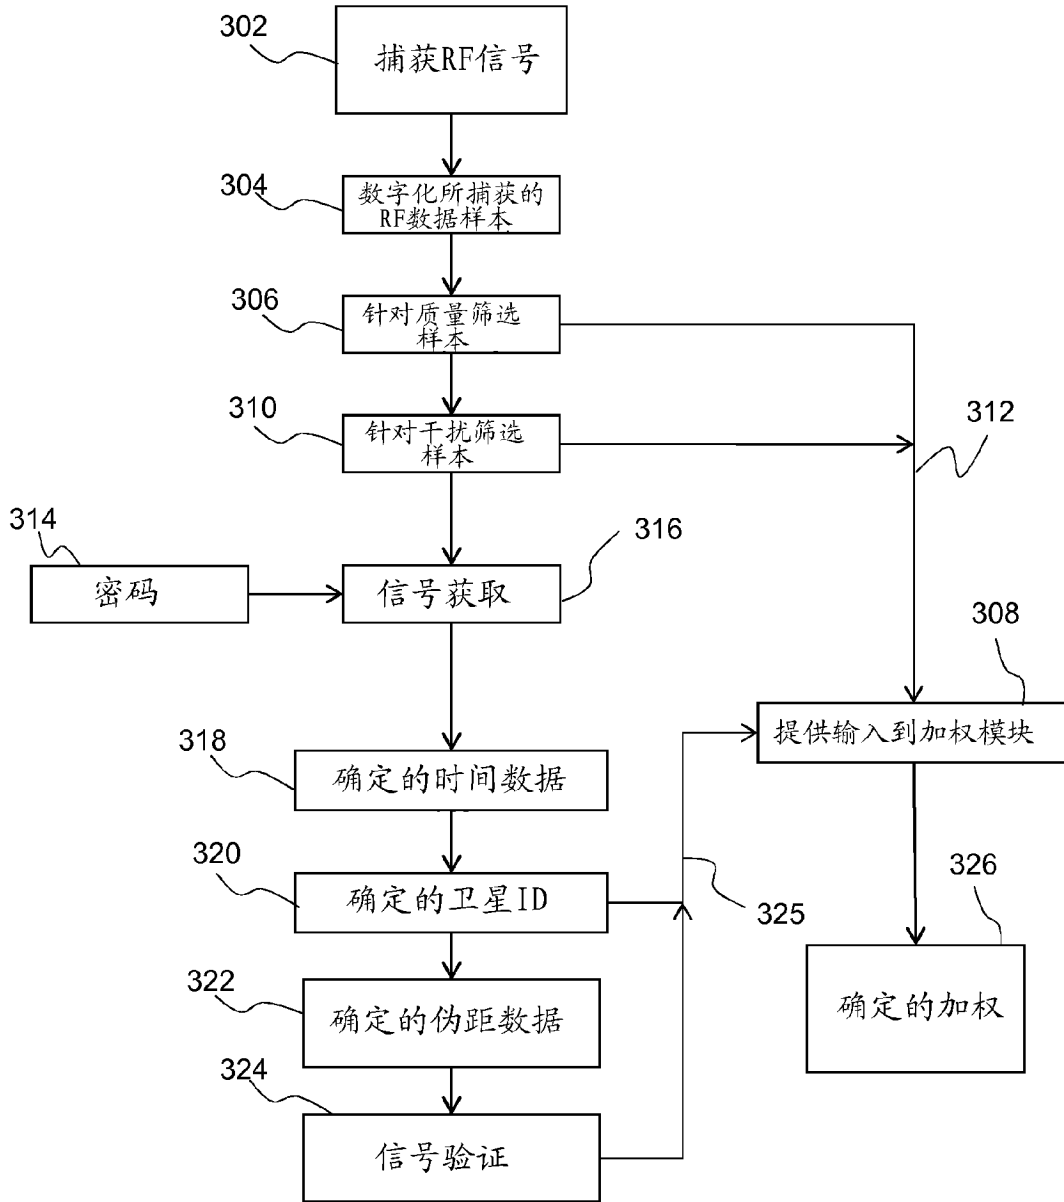 302
捕获RF信号
304
数字化所捕获的
RF数据样本
306
针对质量筛选
样本
310
针对干扰筛选
样本
312
314
密码
316
信号获取
308
提供输入到加权模块
318
确定的时间数据
320
确定的卫星ID
325
326
确定的加权
322
确定的伪距数据
324
信号验证